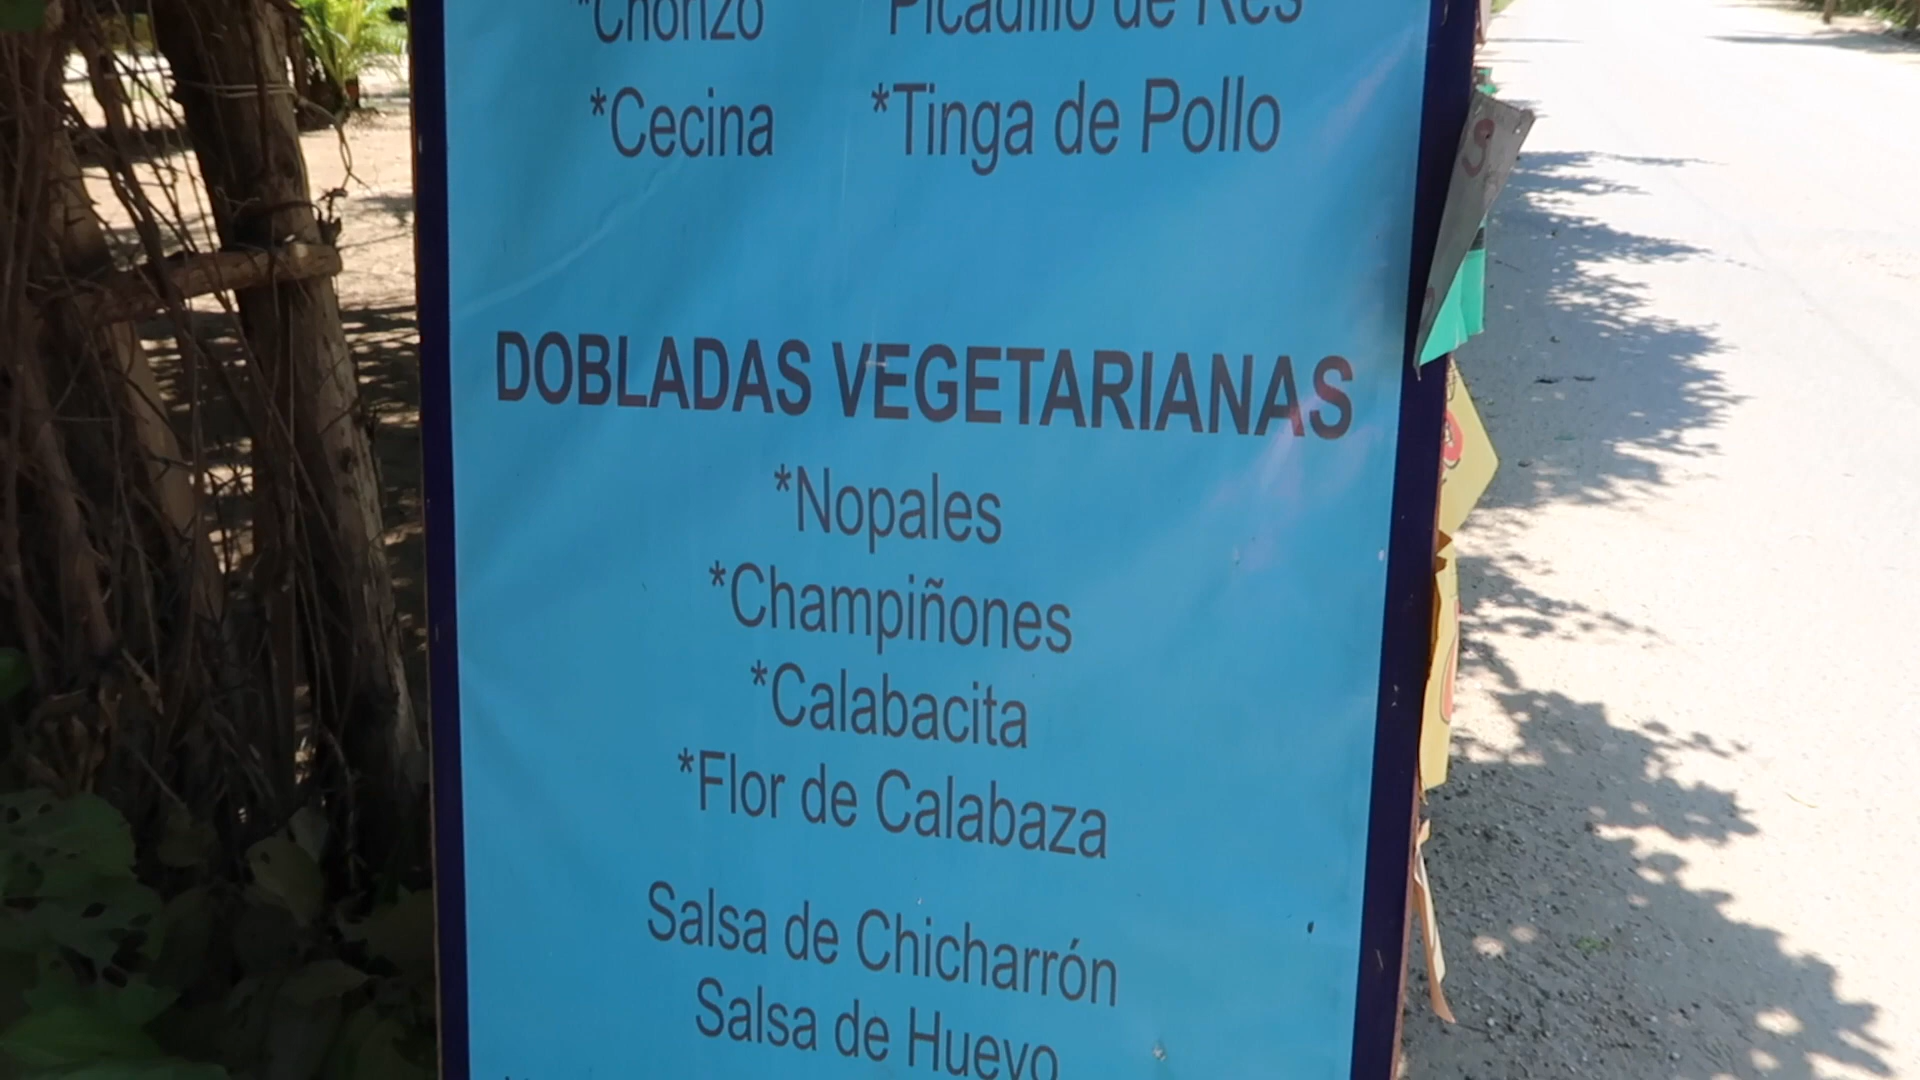 *Chorizo *Picadillo de Res
*Cecina *Tinga de Pollo
DOBLADAS VEGETARIANAS
*Nopales
*Champiñones
*Calabacita
*Flor de Calabaza
Salsa de Chicharrón
Salsa de Huevo